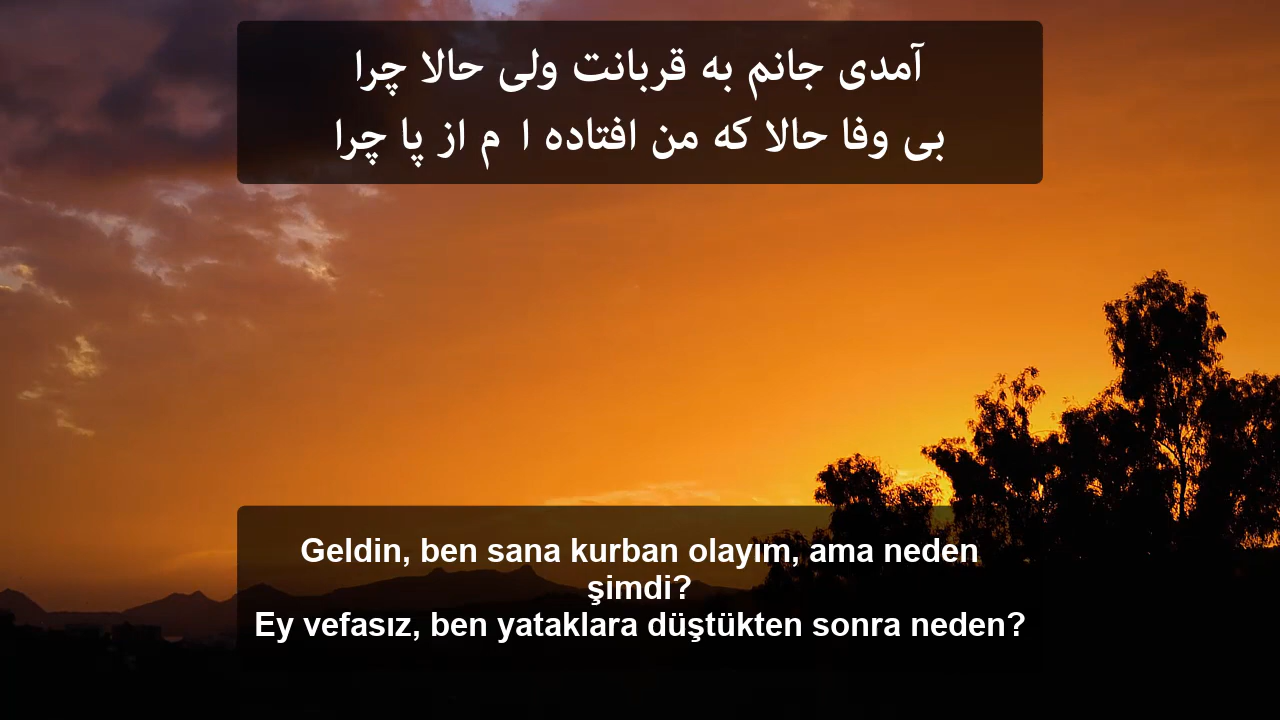 آمدی جانم به قربانت ولی حالا چرا
بی وفا حالا که من افتاده ا م از پا چرا
Geldin, ben sana kurban olayım, ama neden
şimdi?
Ey vefasız, ben yataklara düştükten sonra neden?